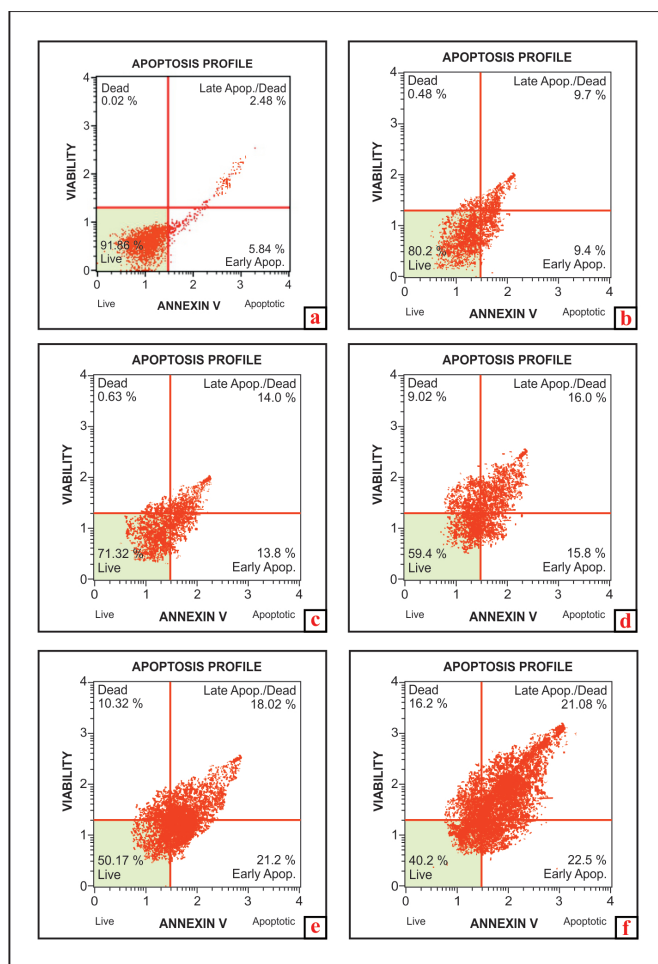 APOPTOSIS PROFILE
4
3
2
1
0
VIABILITY
Dead
0.02 %
Late Apop./Dead
2.48 %
91.86 %
Live
5.84 %
Early Apop.
0 1 2 3 4
Live ANNEXIN V Apoptotic
a
APOPTOSIS PROFILE
4
3
2
1
0
VIABILITY
Dead
0.48 %
Late Apop./Dead
9.7 %
80.2 %
Live
9.4 %
Early Apop.
0 1 2 3 4
Live ANNEXIN V Apoptotic
b
APOPTOSIS PROFILE
4
3
2
1
0
VIABILITY
Dead
0.63 %
Late Apop./Dead
14.0 %
71.32 %
Live
13.8 %
Early Apop.
0 1 2 3 4
Live ANNEXIN V Apoptotic
c
APOPTOSIS PROFILE
4
3
2
1
0
VIABILITY
Dead
9.02 %
Late Apop./Dead
16.0 %
59.4 %
Live
15.8 %
Early Apop.
0 1 2 3 4
Live ANNEXIN V Apoptotic
d
APOPTOSIS PROFILE
4
3
2
1
0
VIABILITY
Dead
10.32 %
Late Apop./Dead
18.02 %
50.17 %
Live
21.2 %
Early Apop.
0 1 2 3 4
Live ANNEXIN V Apoptotic
e
APOPTOSIS PROFILE
4
3
2
1
0
VIABILITY
Dead
16.2 %
Late Apop./Dead
21.08 %
40.2 %
Live
22.5 %
Early Apop.
0 1 2 3 4
Live ANNEXIN V Apoptotic
f